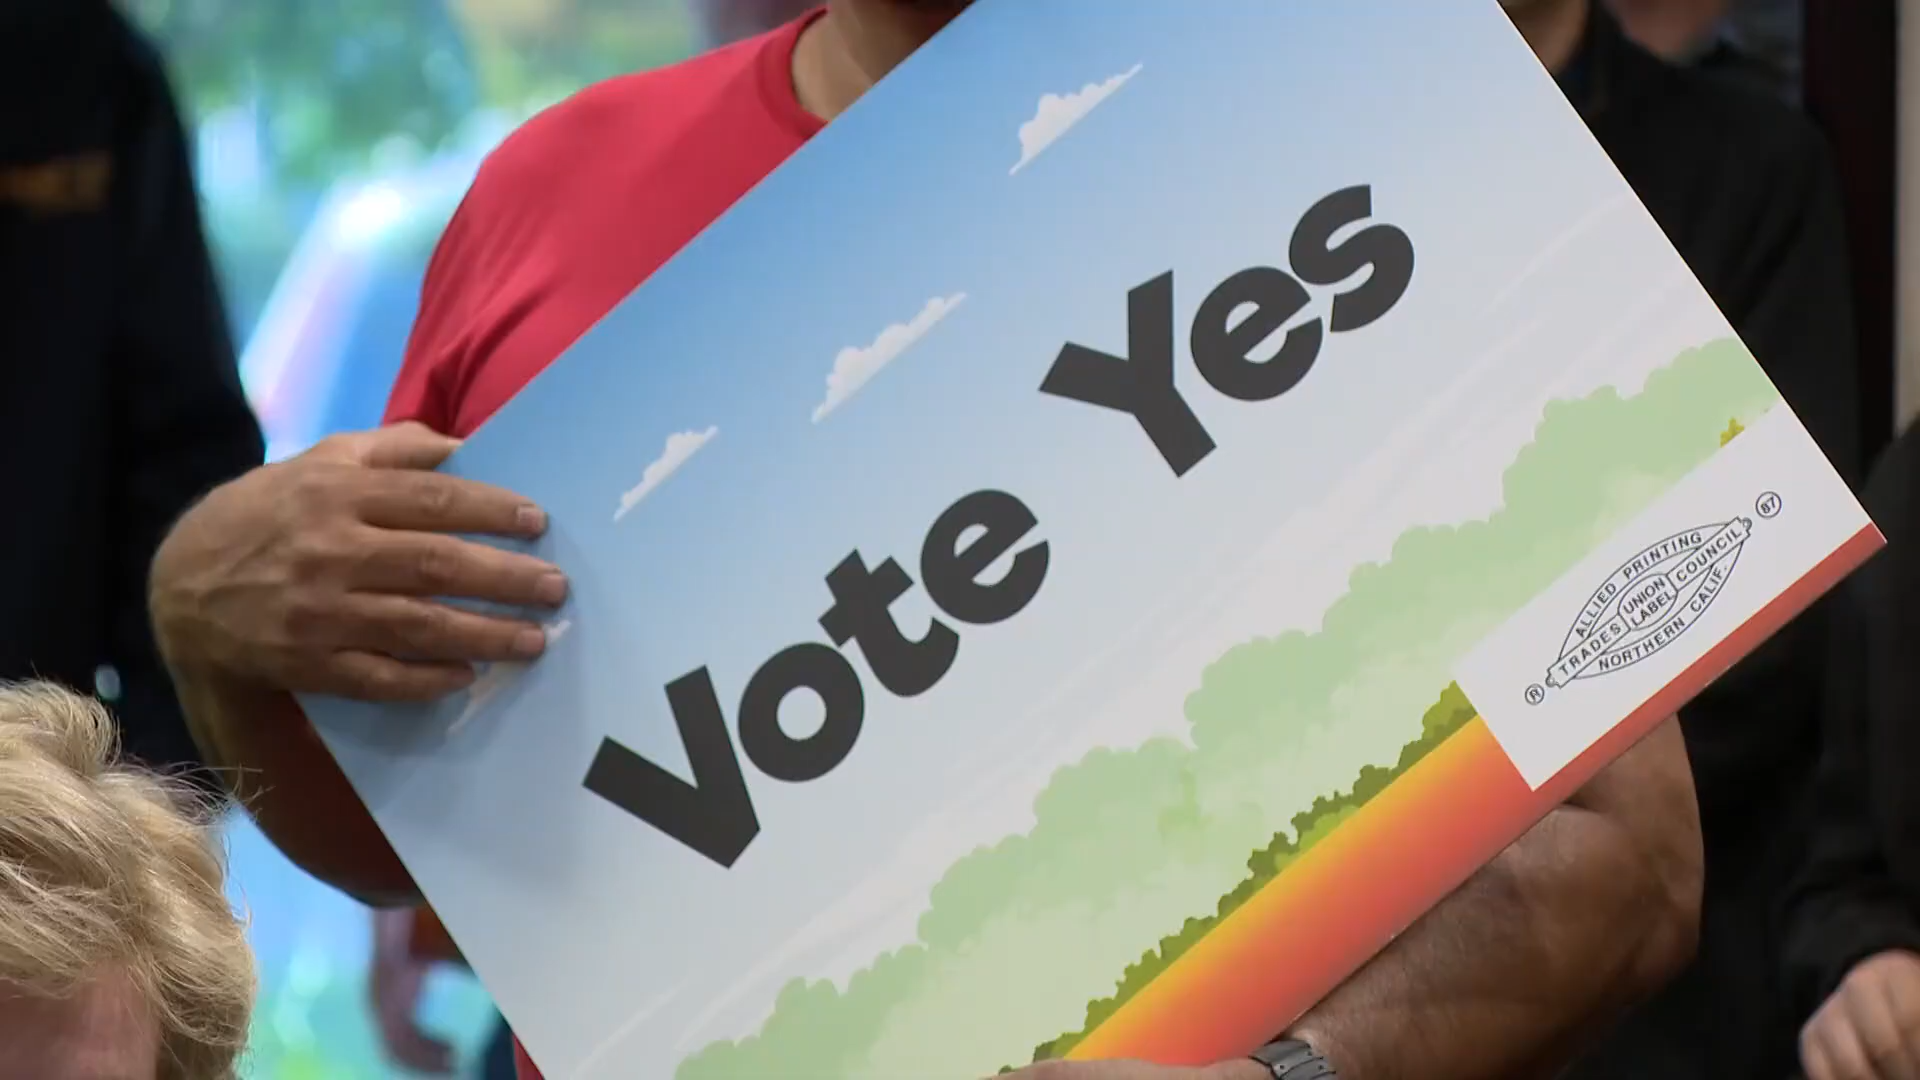 Vote Yes
ALLIED PRINTING
TRADES UNION LABEL COUNCIL
NORTHERN CALIF.
® 87